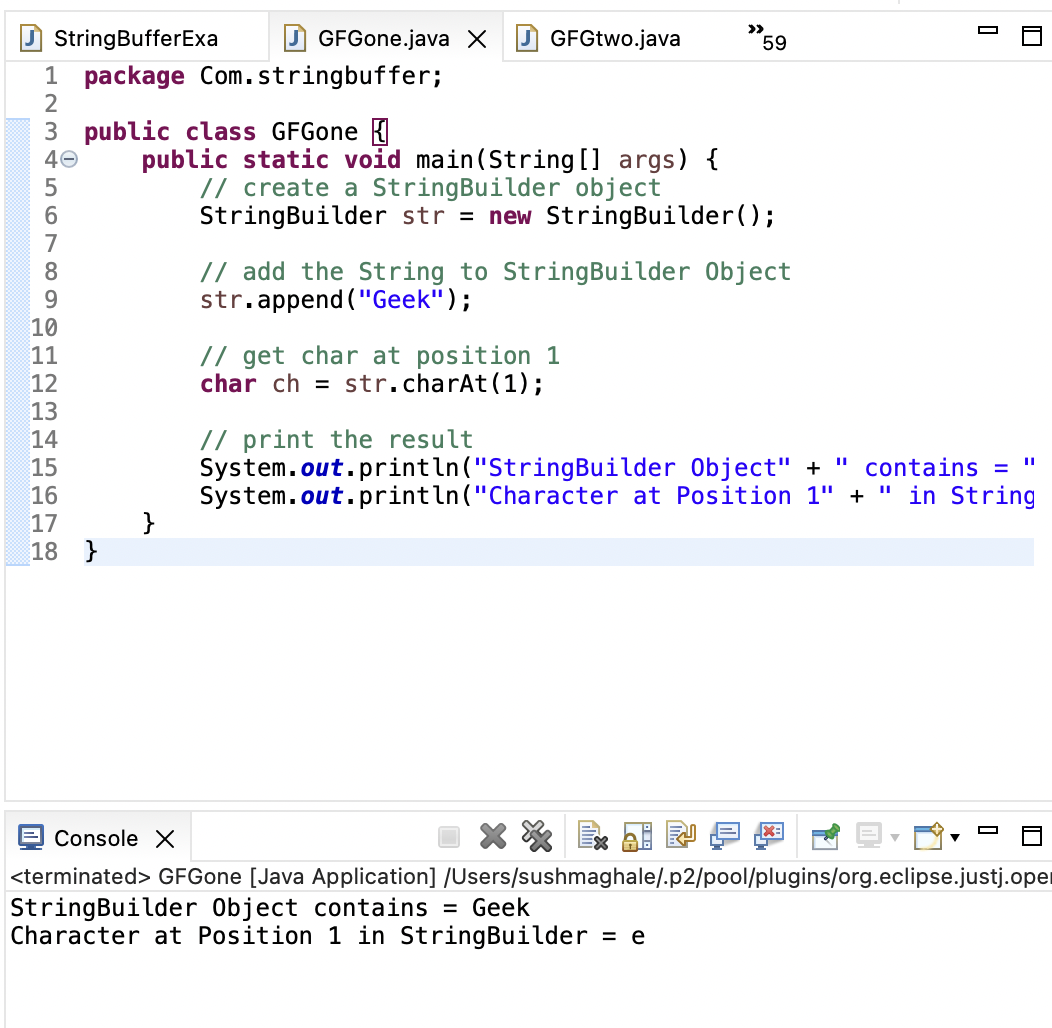 StringBufferExa GFGone.java GFGtwo.java »59
1 package Com.stringbuffer;
2
3 public class GFGone {
4 public static void main(String[] args) {
5 // create a StringBuilder object
6 StringBuilder str = new StringBuilder();
7
8 // add the String to StringBuilder Object
9 str.append("Geek");
10
11 // get char at position 1
12 char ch = str.charAt(1);
13
14 // print the result
15 System.out.println("StringBuilder Object" + " contains = "
16 System.out.println("Character at Position 1" + " in String
17 }
18 }
Console
<terminated> GFGone [Java Application] /Users/sushmaghale/.p2/pool/plugins/org.eclipse.justj.oper
StringBuilder Object contains = Geek
Character at Position 1 in StringBuilder = e